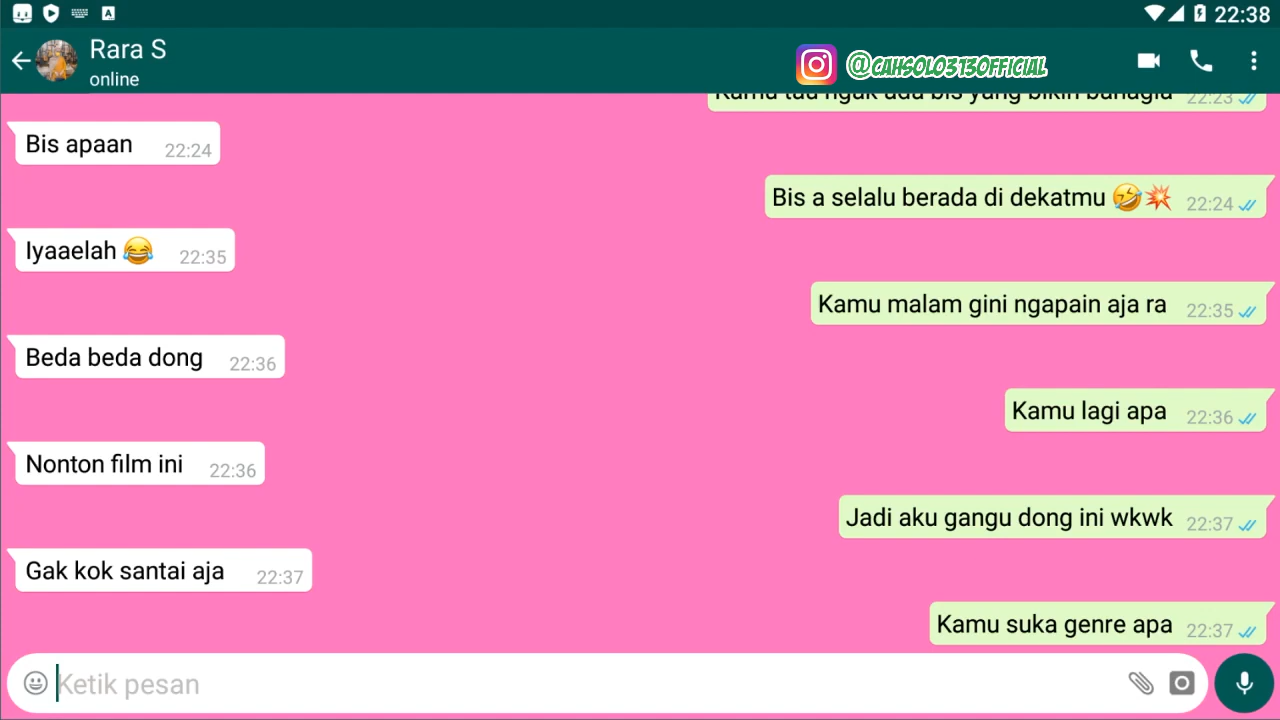 22:38
Rara S
online
@CAHSOLO3130FFICIAL
22:23
Bis apaan 22:24
Bis a selalu berada di dekatmu 🤣💥 22:24
Iyaaelah 😂 22:35
Kamu malam gini ngapain aja ra 22:35
Beda beda dong 22:36
Kamu lagi apa 22:36
Nonton film ini 22:36
Jadi aku gangu dong ini wkwk 22:37
Gak kok santai aja 22:37
Kamu suka genre apa 22:37
Ketik pesan